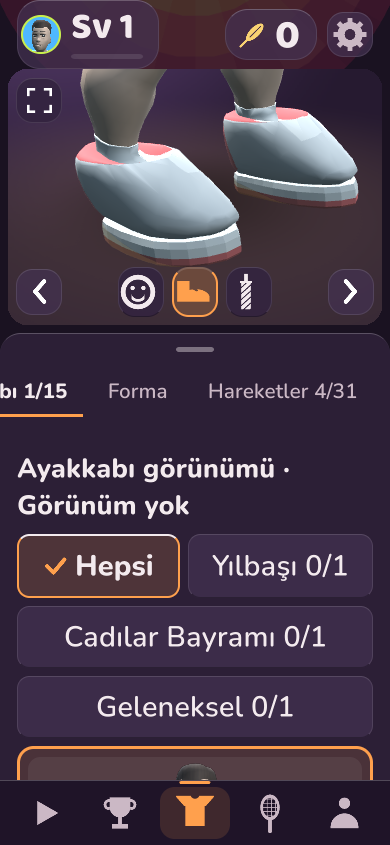 Sv 1
0
bı 1/15
Forma
Hareketler 4/31
Ayakkabı görünümü ·
Görünüm yok
Hepsi
Yılbaşı 0/1
Cadılar Bayramı 0/1
Geleneksel 0/1